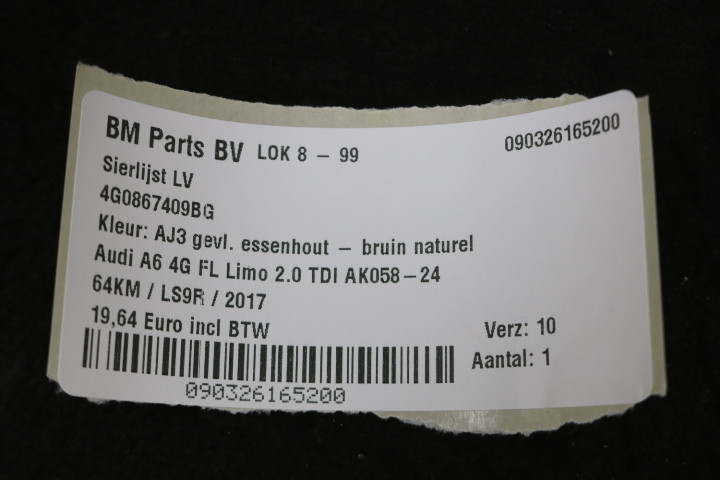 BM Parts BV LOK 8 – 99
090326165200
Sierlijst LV
4G0867409BG
Kleur: AJ3 gevl. essenhout – bruin naturel
Audi A6 4G FL Limo 2.0 TDI AK058–24
64KM / LS9R / 2017
19,64 Euro incl BTW
Verz: 10
Aantal: 1
090326165200